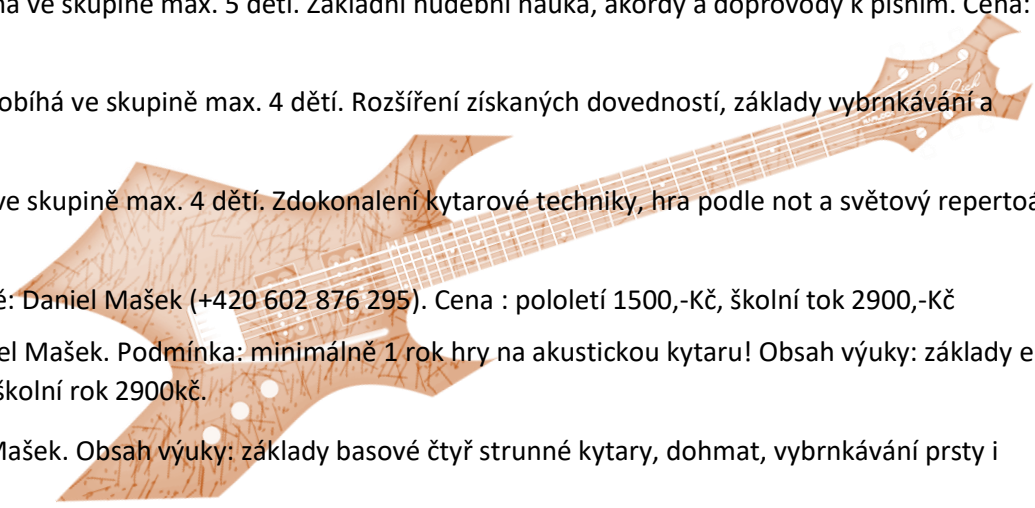 ná ve skupině max. 5 dětí. Základní hudební nauka, akordy a doprovody k písním. Cena:
obíhá ve skupině max. 4 dětí. Rozšíření získaných dovedností, základy vybrnkávání a
ve skupině max. 4 dětí. Zdokonalení kytarové techniky, hra podle not a světový repertoá
ě: Daniel Mašek (+420 602 876 295). Cena : pololetí 1500,-Kč, školní tok 2900,-Kč
el Mašek. Podmínka: minimálně 1 rok hry na akustickou kytaru! Obsah výuky: základy e
školní rok 2900kč.
Mašek. Obsah výuky: základy basové čtyř strunné kytary, dohmat, vybrnkávání prsty i